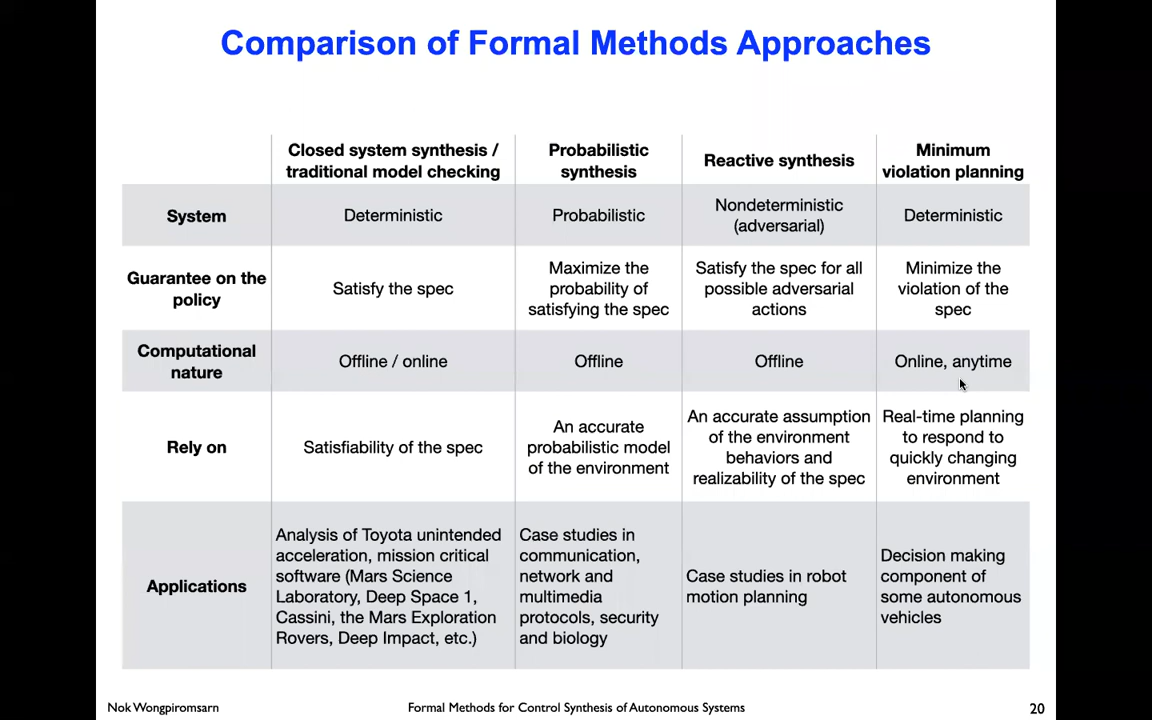 Comparison of Formal Methods Approaches
Closed system synthesis /
traditional model checking
Probabilistic
synthesis
Reactive synthesis
Minimum
violation planning
System
Deterministic
Probabilistic
Nondeterministic
(adversarial)
Deterministic
Guarantee on the
policy
Satisfy the spec
Maximize the
probability of
satisfying the spec
Satisfy the spec for all
possible adversarial
actions
Minimize the
violation of the
spec
Computational
nature
Offline / online
Offline
Offline
Online, anytime
Rely on
Satisfiability of the spec
An accurate
probabilistic model
of the environment
An accurate assumption
of the environment
behaviors and
realizability of the spec
Real-time planning
to respond to
quickly changing
environment
Applications
Analysis of Toyota unintended
acceleration, mission critical
software (Mars Science
Laboratory, Deep Space 1,
Cassini, the Mars Exploration
Rovers, Deep Impact, etc.)
Case studies in
communication,
network and
multimedia
protocols, security
and biology
Case studies in robot
motion planning
Decision making
component of
some autonomous
vehicles
Nok Wongpiromsarn
Formal Methods for Control Synthesis of Autonomous Systems
20